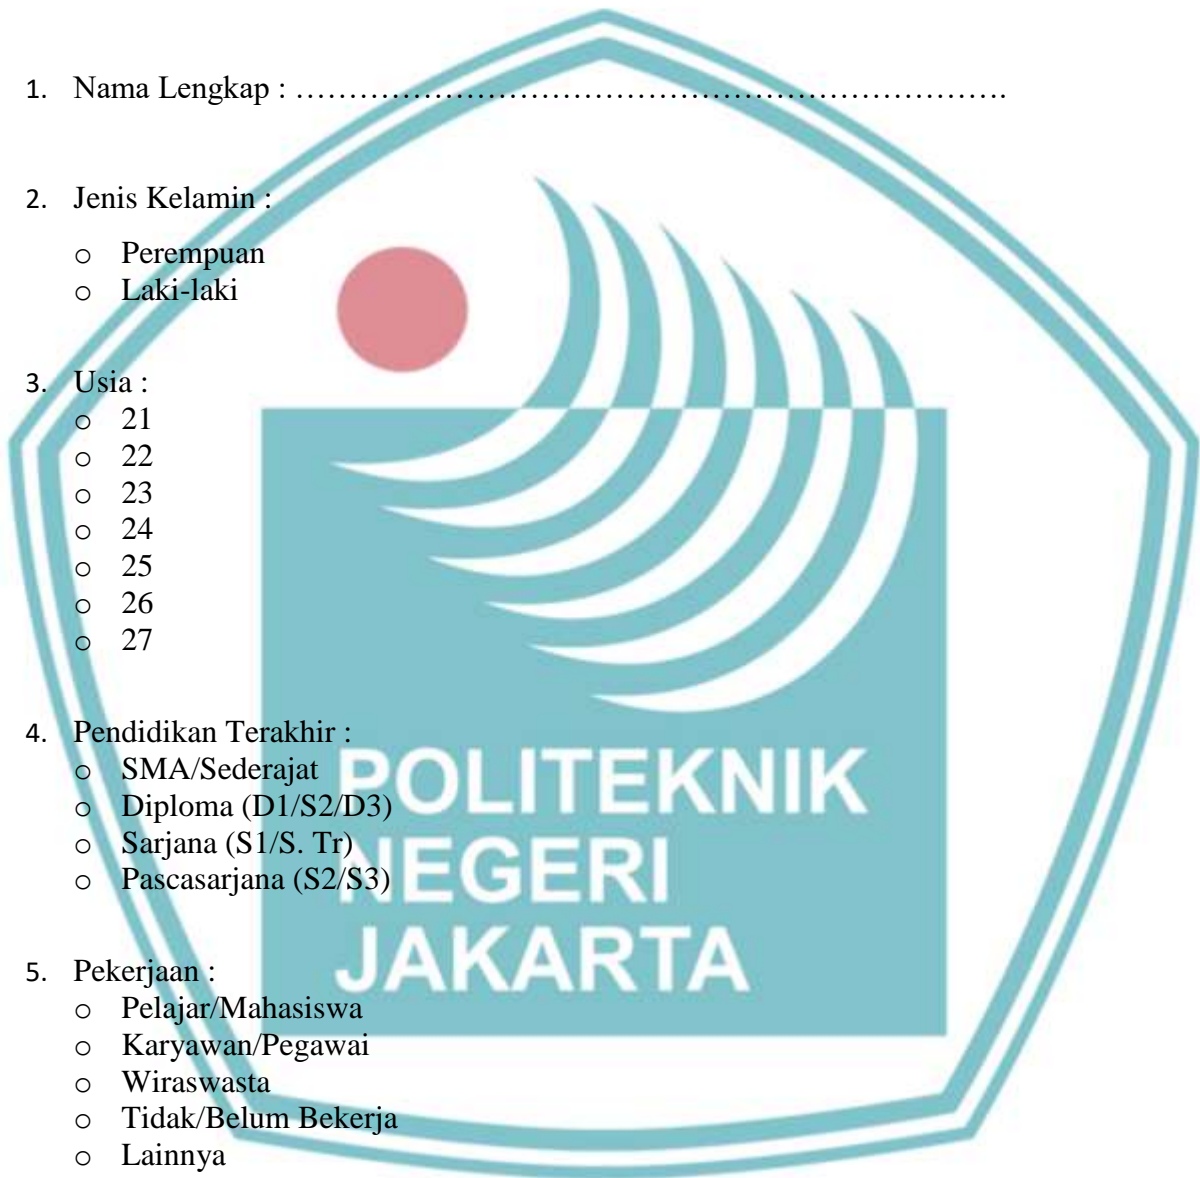 1. Nama Lengkap : ………………………………………………………….
2. Jenis Kelamin :
o Perempuan
o Laki-laki
3. Usia :
o 21
o 22
o 23
o 24
o 25
o 26
o 27
4. Pendidikan Terakhir :
o SMA/Sederajat
o Diploma (D1/S2/D3)
o Sarjana (S1/S. Tr)
o Pascasarjana (S2/S3)
5. Pekerjaan :
o Pelajar/Mahasiswa
o Karyawan/Pegawai
o Wiraswasta
o Tidak/Belum Bekerja
o Lainnya
POLITEKNIK
NEGERI
JAKARTA